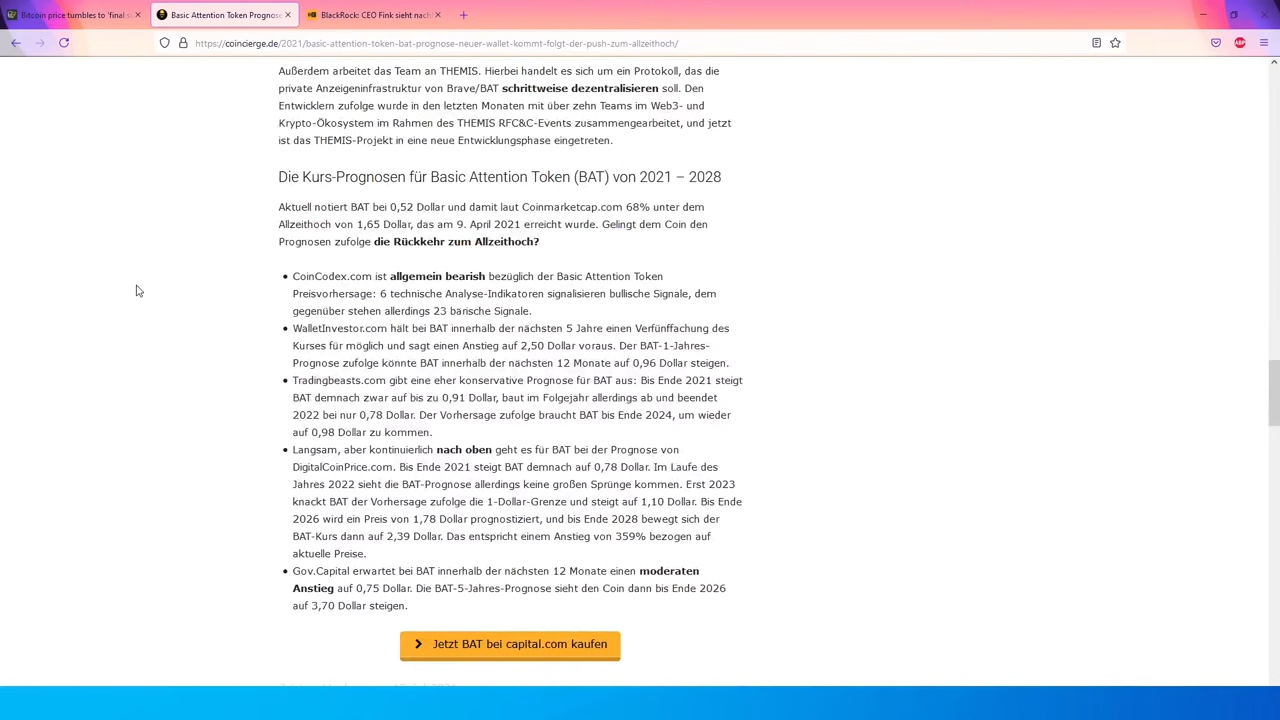 Bitcoin price tumbles to 'final s
Basic Attention Token Prognose
BlackRock: CEO Fink sieht nach
https://coincierge.de/2021/basic-attention-token-bat-prognose-neuer-wallet-kommt-folgt-der-push-zum-allzeithoch/
ABP
Außerdem arbeitet das Team an THEMIS. Hierbei handelt es sich um ein Protokoll, das die
private Anzeigeninfrastruktur von Brave/BAT schrittweise dezentralisieren soll. Den
Entwicklern zufolge wurde in den letzten Monaten mit über zehn Teams im Web3- und
Krypto-Ökosystem im Rahmen des THEMIS RFC&C-Events zusammengearbeitet, und jetzt
ist das THEMIS-Projekt in eine neue Entwicklungsphase eingetreten.
Die Kurs-Prognosen für Basic Attention Token (BAT) von 2021 – 2028
Aktuell notiert BAT bei 0,52 Dollar und damit laut Coinmarketcap.com 68% unter dem
Allzeithoch von 1,65 Dollar, das am 9. April 2021 erreicht wurde. Gelingt dem Coin den
Prognosen zufolge die Rückkehr zum Allzeithoch?
CoinCodex.com ist allgemein bearish bezüglich der Basic Attention Token
Preisvorhersage: 6 technische Analyse-Indikatoren signalisieren bullische Signale, dem
gegenüber stehen allerdings 23 bärische Signale.
WalletInvestor.com hält bei BAT innerhalb der nächsten 5 Jahre einen Verfünffachung des
Kurses für möglich und sagt einen Anstieg auf 2,50 Dollar voraus. Der BAT-1-Jahres-
Prognose zufolge könnte BAT innerhalb der nächsten 12 Monate auf 0,96 Dollar steigen.
Tradingbeasts.com gibt eine eher konservative Prognose für BAT aus: Bis Ende 2021 steigt
BAT demnach zwar auf bis zu 0,91 Dollar, baut im Folgejahr allerdings ab und beendet
2022 bei nur 0,78 Dollar. Der Vorhersage zufolge braucht BAT bis Ende 2024, um wieder
auf 0,98 Dollar zu kommen.
Langsam, aber kontinuierlich nach oben geht es für BAT bei der Prognose von
DigitalCoinPrice.com. Bis Ende 2021 steigt BAT demnach auf 0,78 Dollar. Im Laufe des
Jahres 2022 sieht die BAT-Prognose allerdings keine großen Sprünge kommen. Erst 2023
knackt BAT der Vorhersage zufolge die 1-Dollar-Grenze und steigt auf 1,10 Dollar. Bis Ende
2026 wird ein Preis von 1,78 Dollar prognostiziert, und bis Ende 2028 bewegt sich der
BAT-Kurs dann auf 2,39 Dollar. Das entspricht einem Anstieg von 359% bezogen auf
aktuelle Preise.
Gov.Capital erwartet bei BAT innerhalb der nächsten 12 Monate einen moderaten
Anstieg auf 0,75 Dollar. Die BAT-5-Jahres-Prognose sieht den Coin dann bis Ende 2026
auf 3,70 Dollar steigen.
Jetzt BAT bei capital.com kaufen